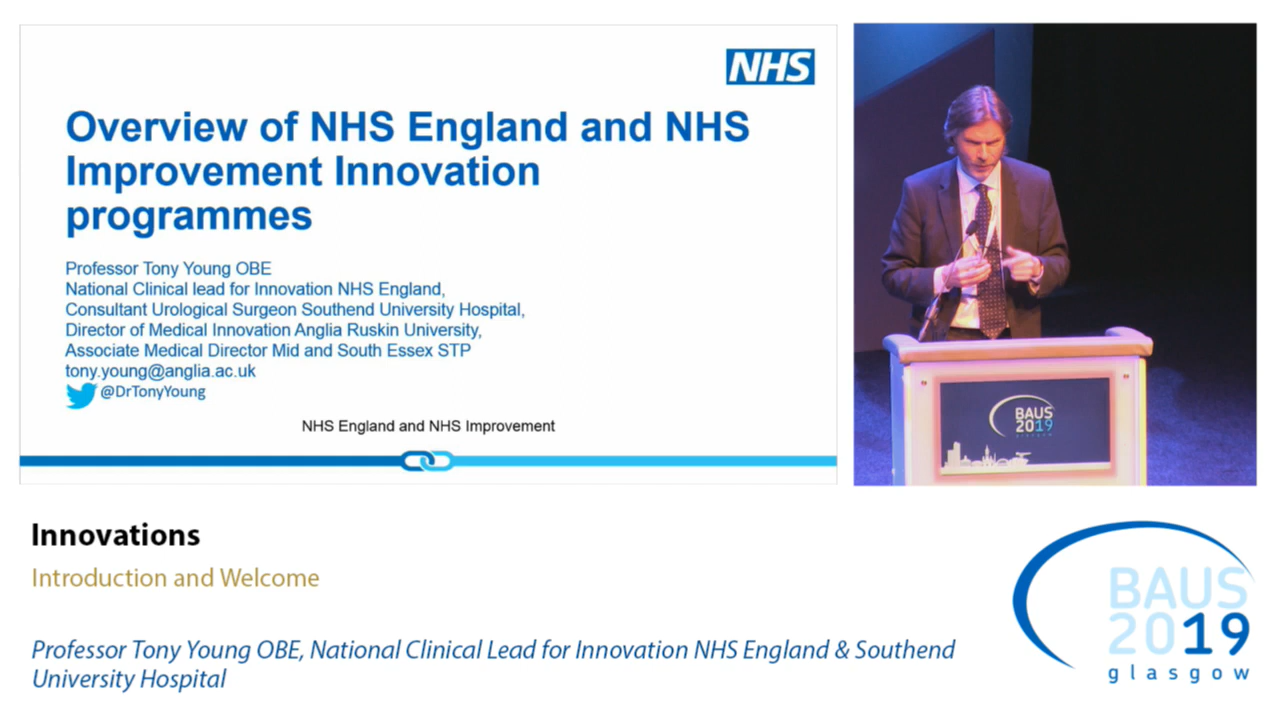 NHS
Overview of NHS England and NHS
Improvement Innovation
programmes
Professor Tony Young OBE
National Clinical lead for Innovation NHS England,
Consultant Urological Surgeon Southend University Hospital,
Director of Medical Innovation Anglia Ruskin University,
Associate Medical Director Mid and South Essex STP
tony.young@anglia.ac.uk
@DrTonyYoung
NHS England and NHS Improvement
BAUS
2019
glasgow
Innovations
Introduction and Welcome
Professor Tony Young OBE, National Clinical Lead for Innovation NHS England & Southend
University Hospital
BAUS
2019
glasgow